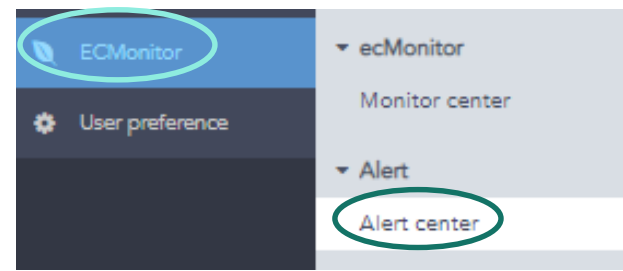 ECMonitor
User preference
ecMonitor
Monitor center
Alert
Alert center